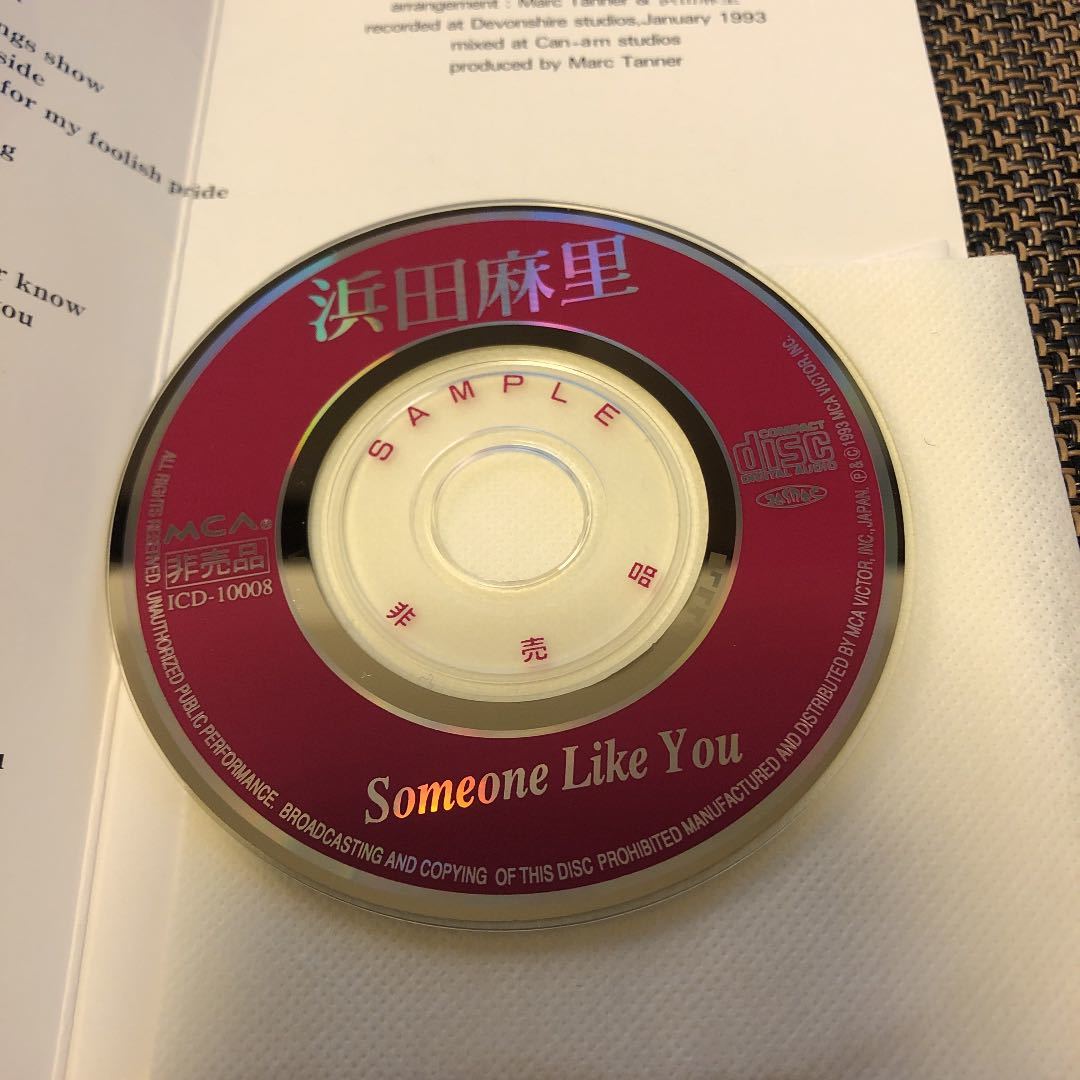 ngs show
side
for my foolish pride
g
r know
ou
arrangement : Marc Tanner &
recorded at Devonshire studios,January 1993
mixed at Can-am studios
produced by Marc Tanner
浜田麻里
SAMPLE
非売品
MCA®
非売品
ICD-10008
COMPACT
disc
DIGITAL AUDIO
JASRAC
Someone Like You
ALL RIGHTS RESERVED. UNAUTHORIZED PUBLIC PERFORMANCE, BROADCASTING AND COPYING OF THIS DISC PROHIBITED MANUFACTURED AND DISTRIBUTED BY MCA VICTOR, INC., JAPAN. Ⓟ&Ⓒ1993 MCA VICTOR, INC.